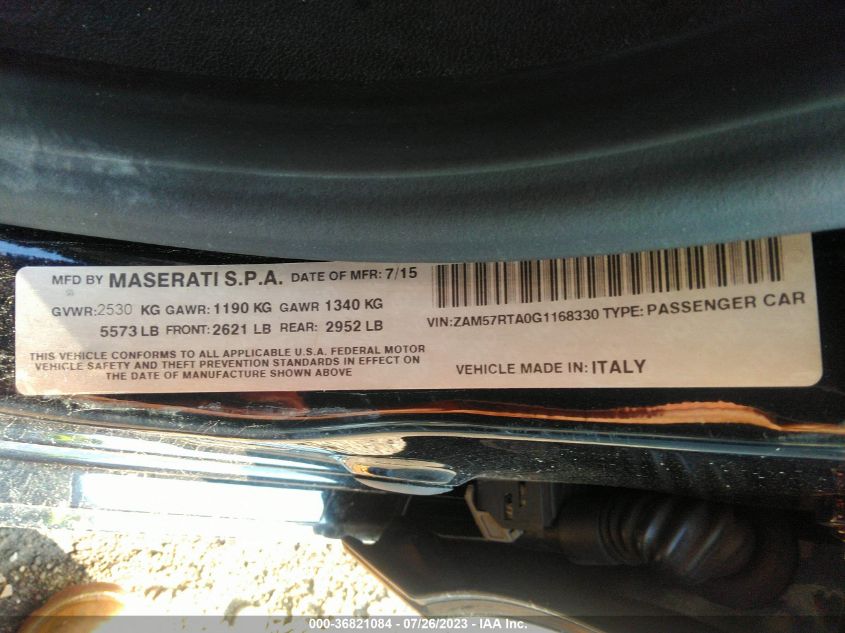 MFD BY MASERATI S.P.A. DATE OF MFR: 7/15
GVWR: 2530 KG GAWR: 1190 KG GAWR 1340 KG
5573 LB FRONT: 2621 LB REAR: 2952 LB
THIS VEHICLE CONFORMS TO ALL APPLICABLE U.S.A. FEDERAL MOTOR
VEHICLE SAFETY AND THEFT PREVENTION STANDARDS IN EFFECT ON
THE DATE OF MANUFACTURE SHOWN ABOVE
VIN:ZAM57RTA0G1168330 TYPE: PASSENGER CAR
VEHICLE MADE IN: ITALY
000-36821084 - 07/26/2023 - IAA Inc.